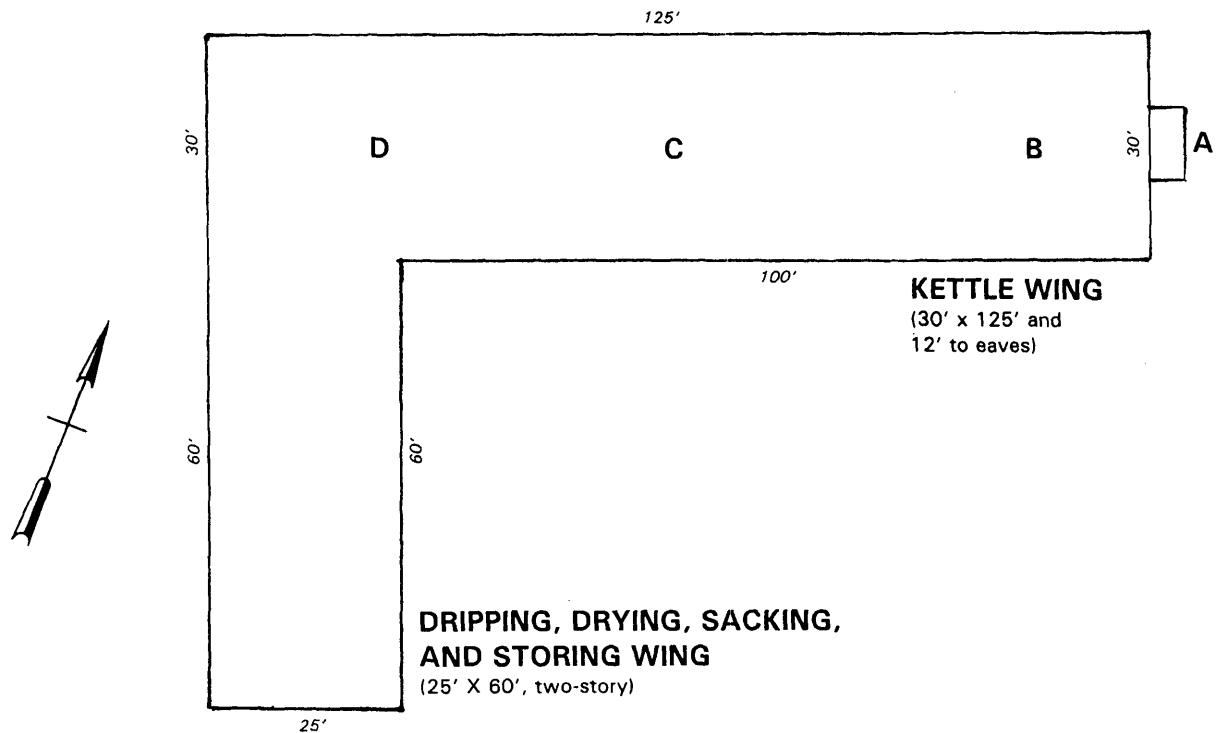 125'
30'
D
C
B
30'
A
100'
KETTLE WING
(30' x 125' and
12' to eaves)
60'
60'
DRIPPING, DRYING, SACKING,
AND STORING WING
(25' X 60', two-story)
25'